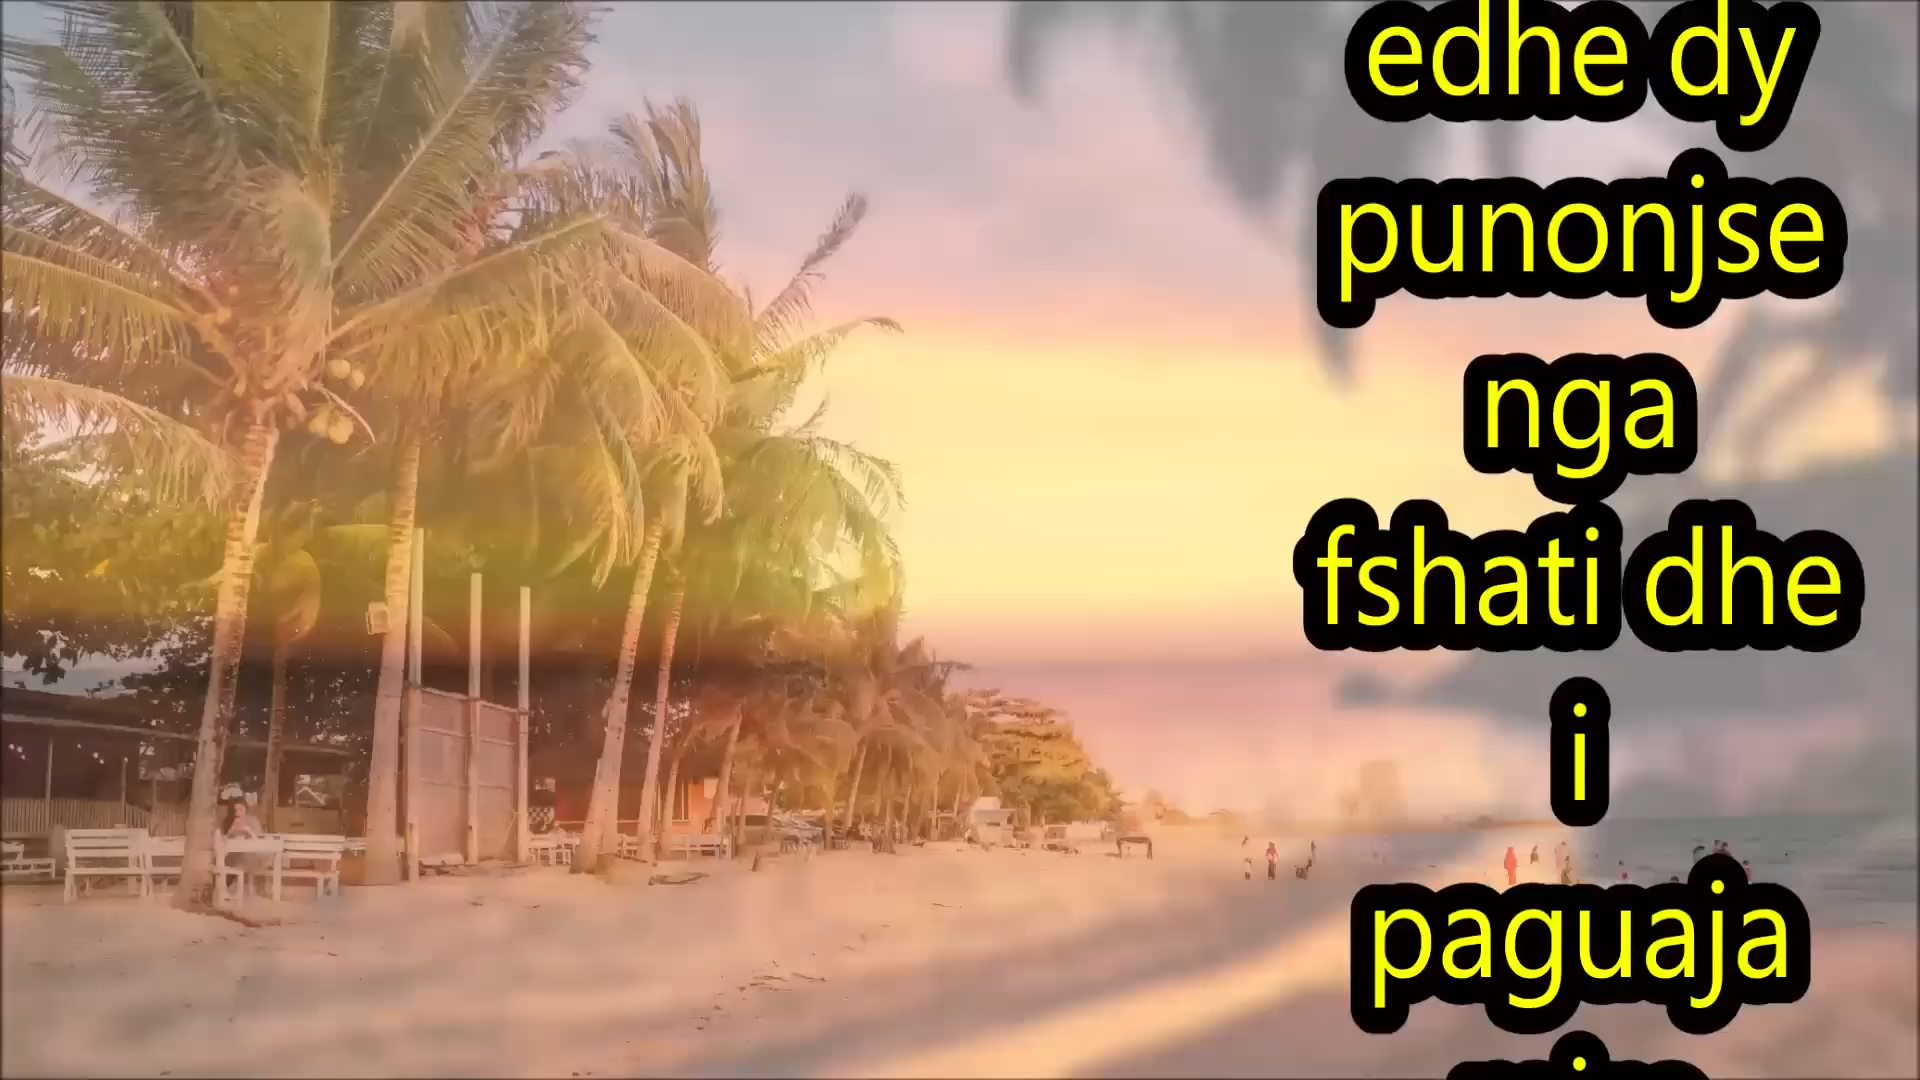 edhe dy
punonjse
nga
fshati dhe
i
paguaja